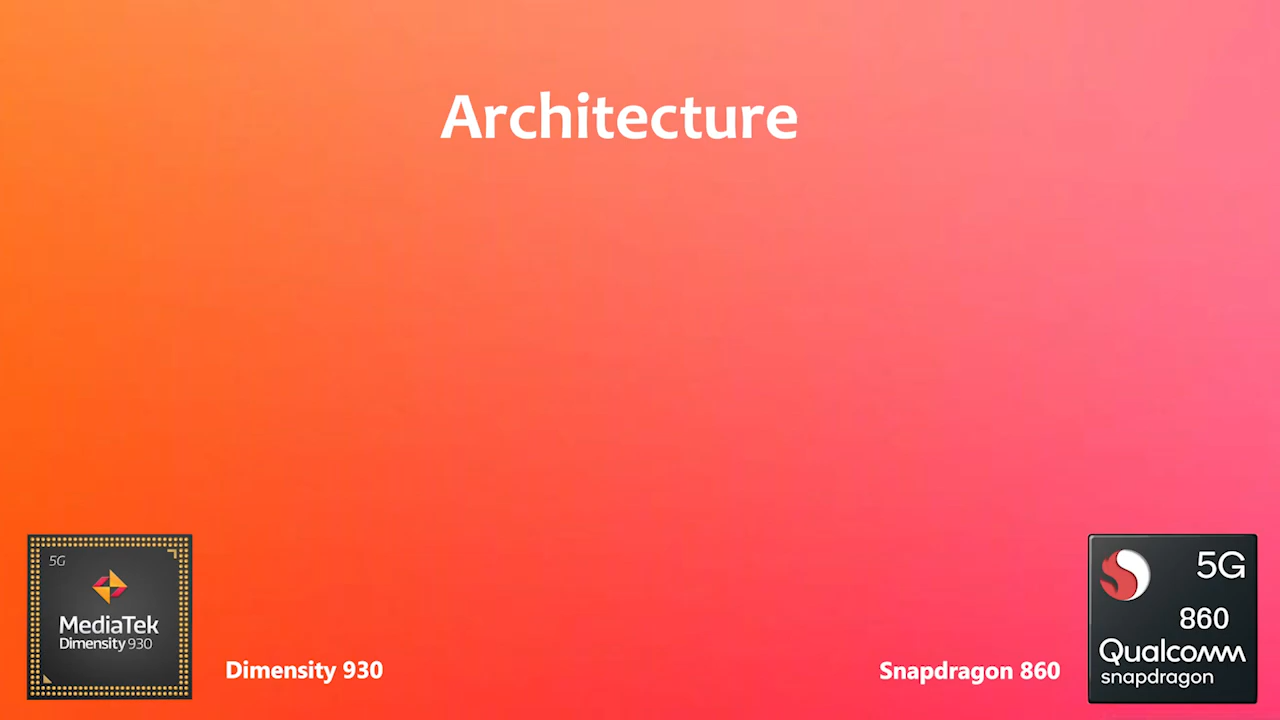 Architecture
5G
MediaTek
Dimensity 930
Dimensity 930
Snapdragon 860
5G
860
Qualcomm
snapdragon